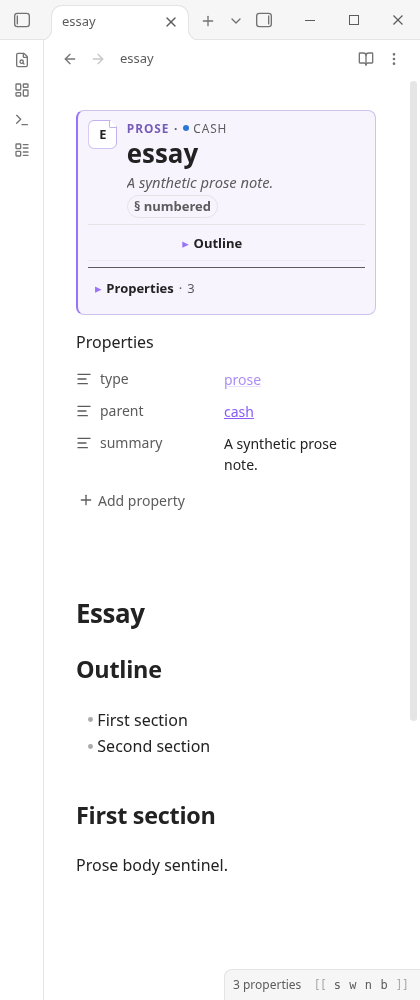 essay
essay
E
PROSE · CASH
essay
A synthetic prose note.
§ numbered
▸ Outline
▸ Properties · 3
Properties
type prose
parent cash
summary A synthetic prose
note.
+ Add property
Essay
Outline
• First section
• Second section
First section
Prose body sentinel.
3 properties [[ s w n b ]]